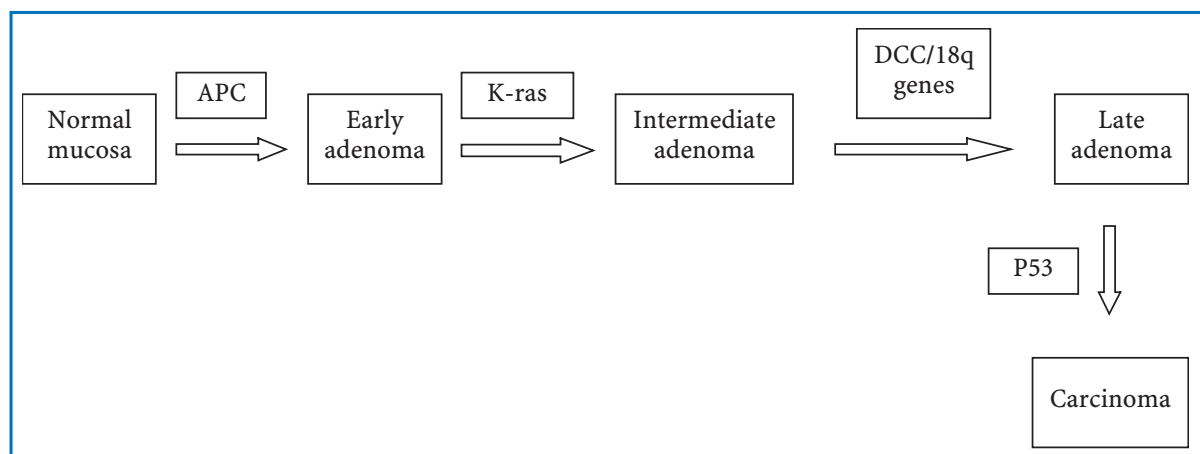 Normal
mucosa
APC
Early
adenoma
K-ras
Intermediate
adenoma
DCC/18q
genes
Late
adenoma
P53
Carcinoma